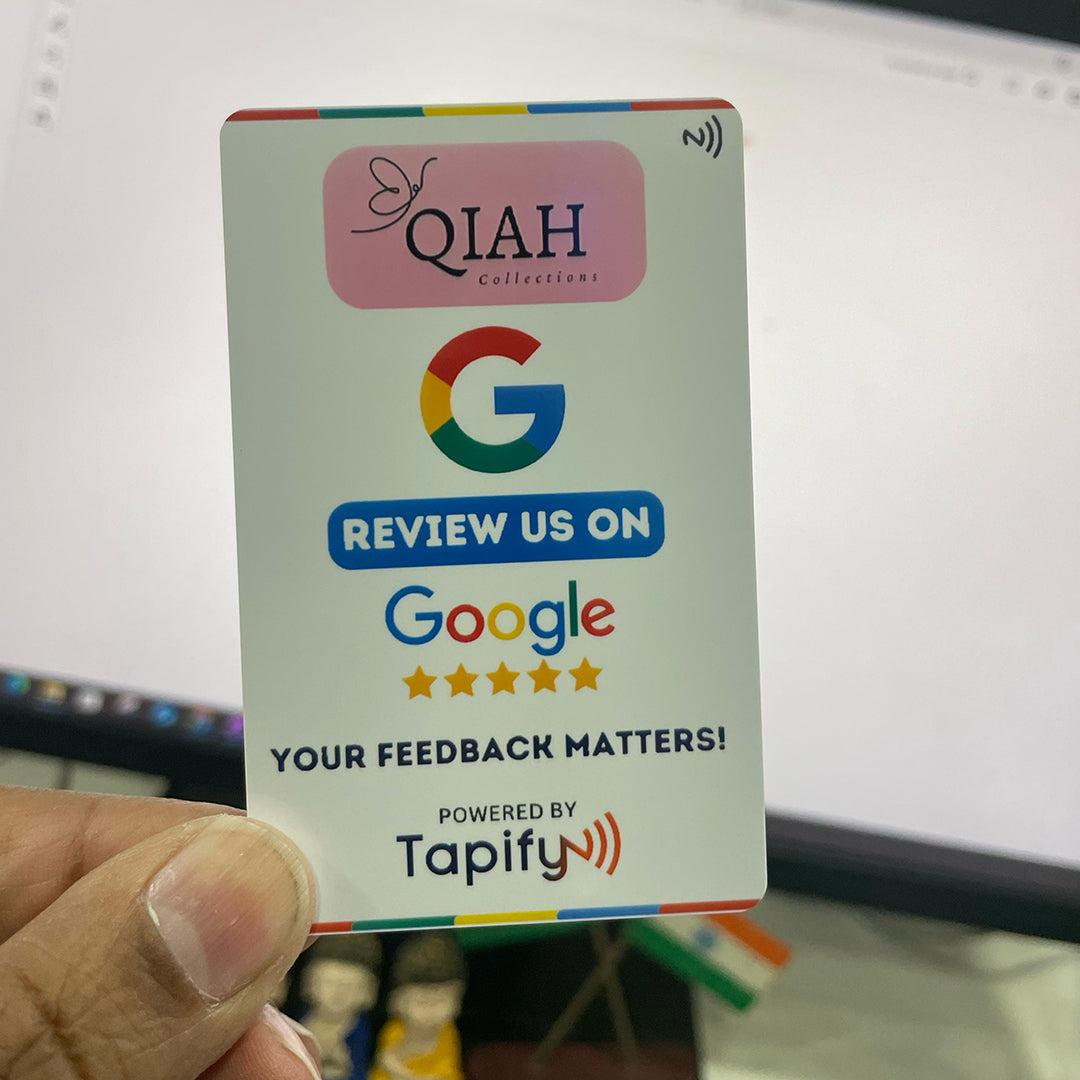 QIAH
Collections
REVIEW US ON
Google
YOUR FEEDBACK MATTERS!
POWERED BY
Tapify